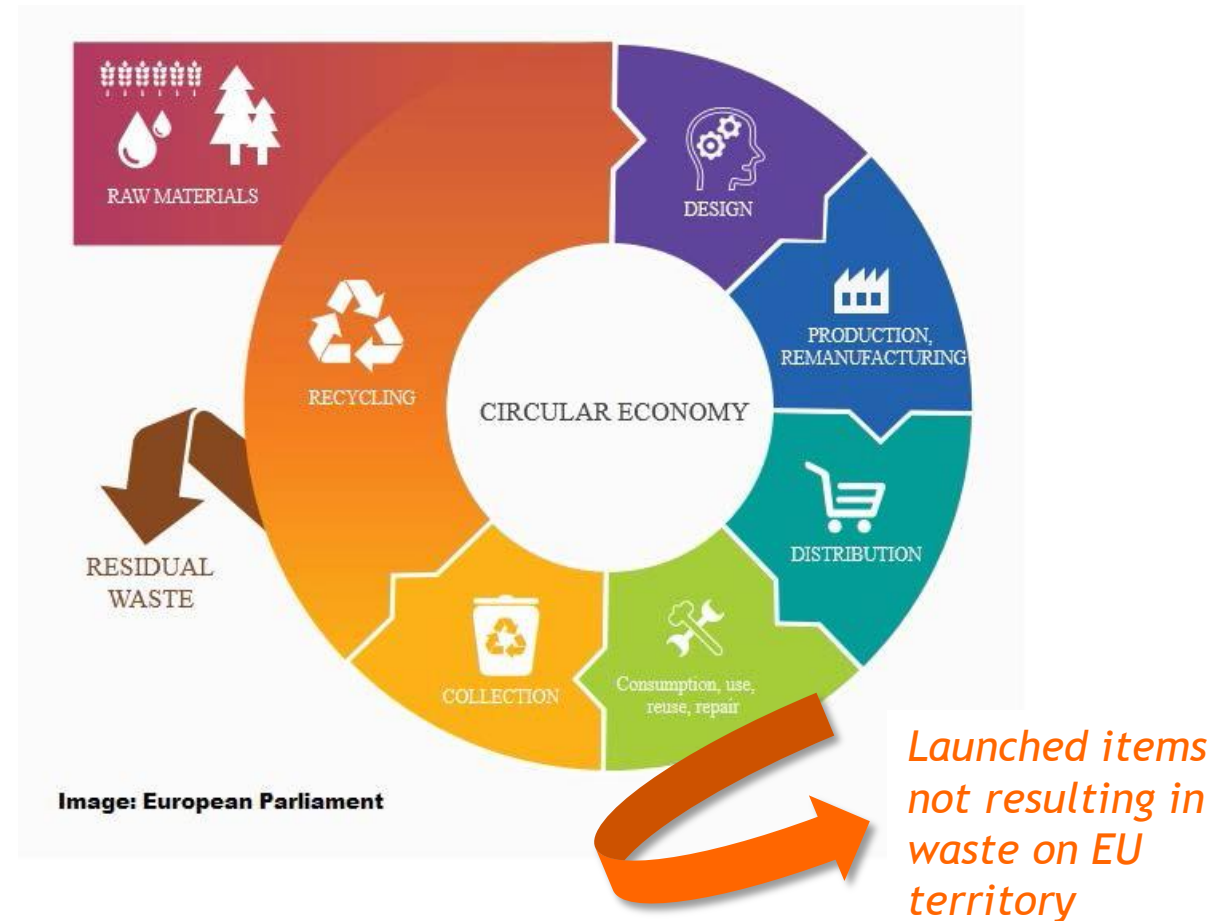 RAW MATERIALS
DESIGN
PRODUCTION,
REMANUFACTURING
DISTRIBUTION
Consumption, use,
reuse, repair
COLLECTION
RECYCLING
CIRCULAR ECONOMY
RESIDUAL
WASTE
Image: European Parliament
Launched items
not resulting in
waste on EU
territory